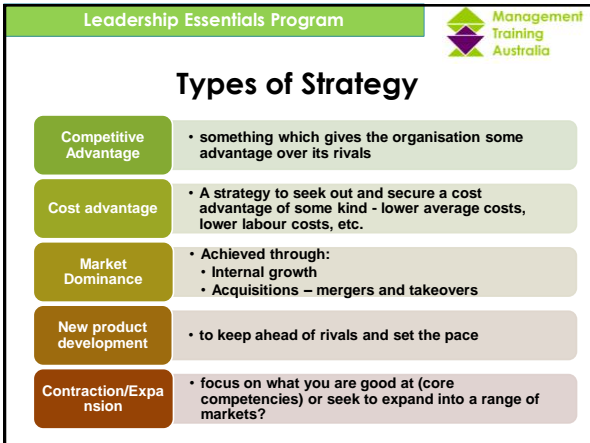 Leadership Essentials Program
Management
Training
Australia
Types of Strategy
Competitive
Advantage
• something which gives the organisation some
advantage over its rivals
Cost advantage
• A strategy to seek out and secure a cost
advantage of some kind - lower average costs,
lower labour costs, etc.
Market
Dominance
• Achieved through:
• Internal growth
• Acquisitions – mergers and takeovers
New product
development
• to keep ahead of rivals and set the pace
Contraction/Expa
nsion
• focus on what you are good at (core
competencies) or seek to expand into a range of
markets?